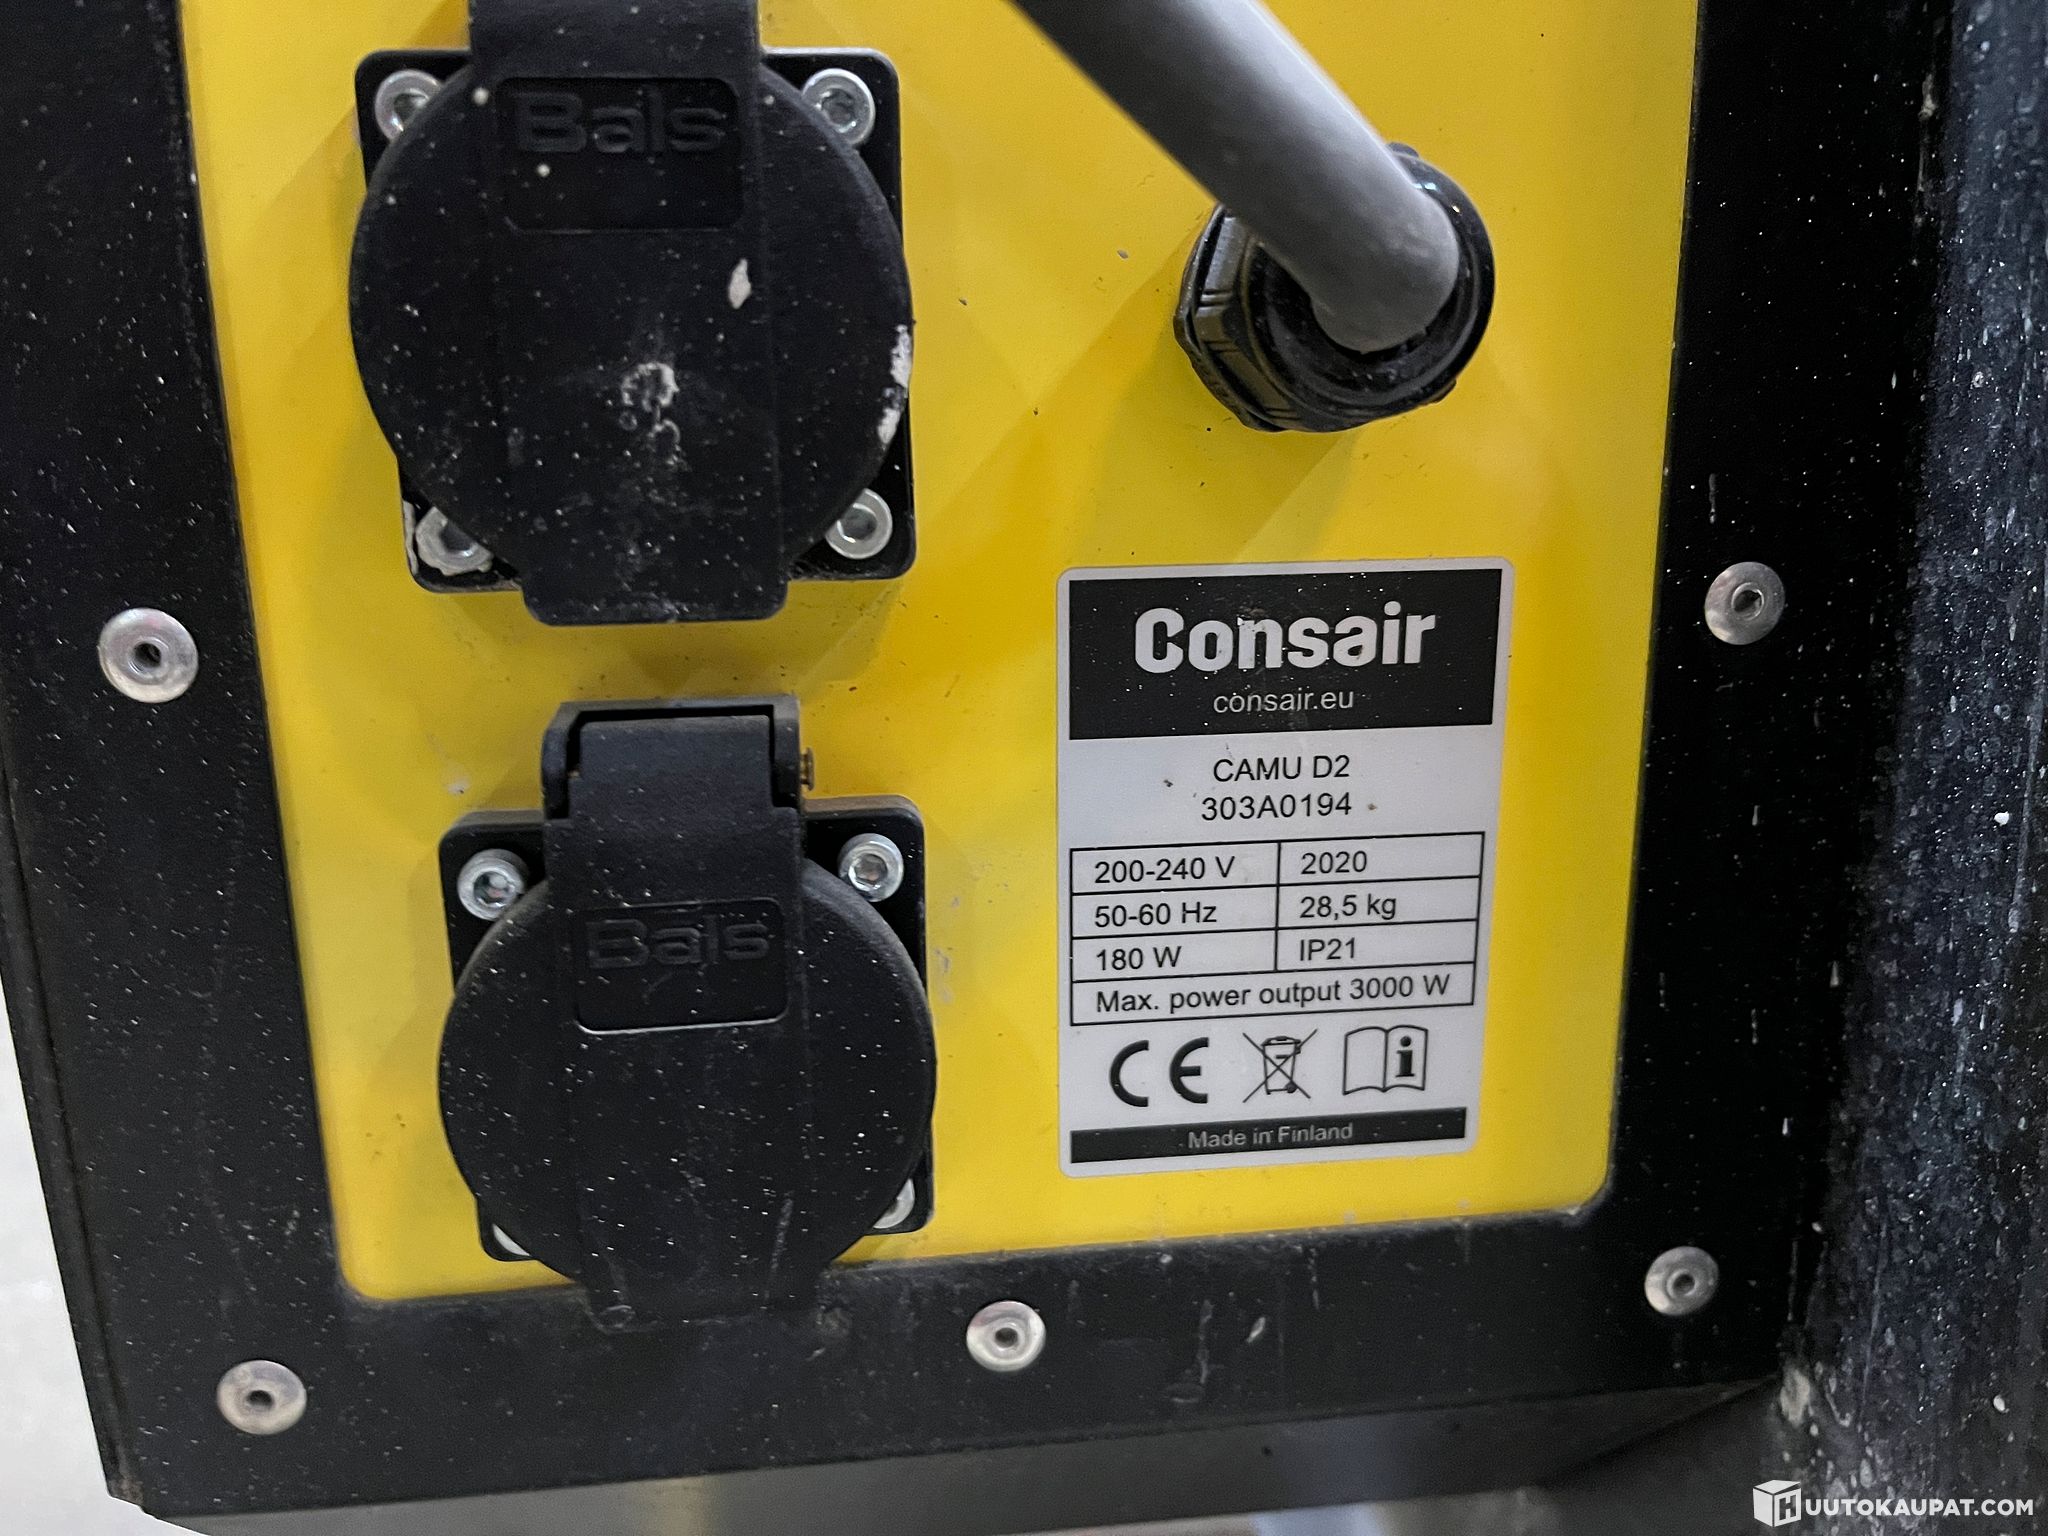 Bals
Bals
Consair
consair.eu
CAMU D2
303A0194
200-240 V 2020
50-60 Hz 28,5 kg
180 W IP21
Max. power output 3000 W
CE
i
Made in Finland
HUUTOKAUPAT.COM